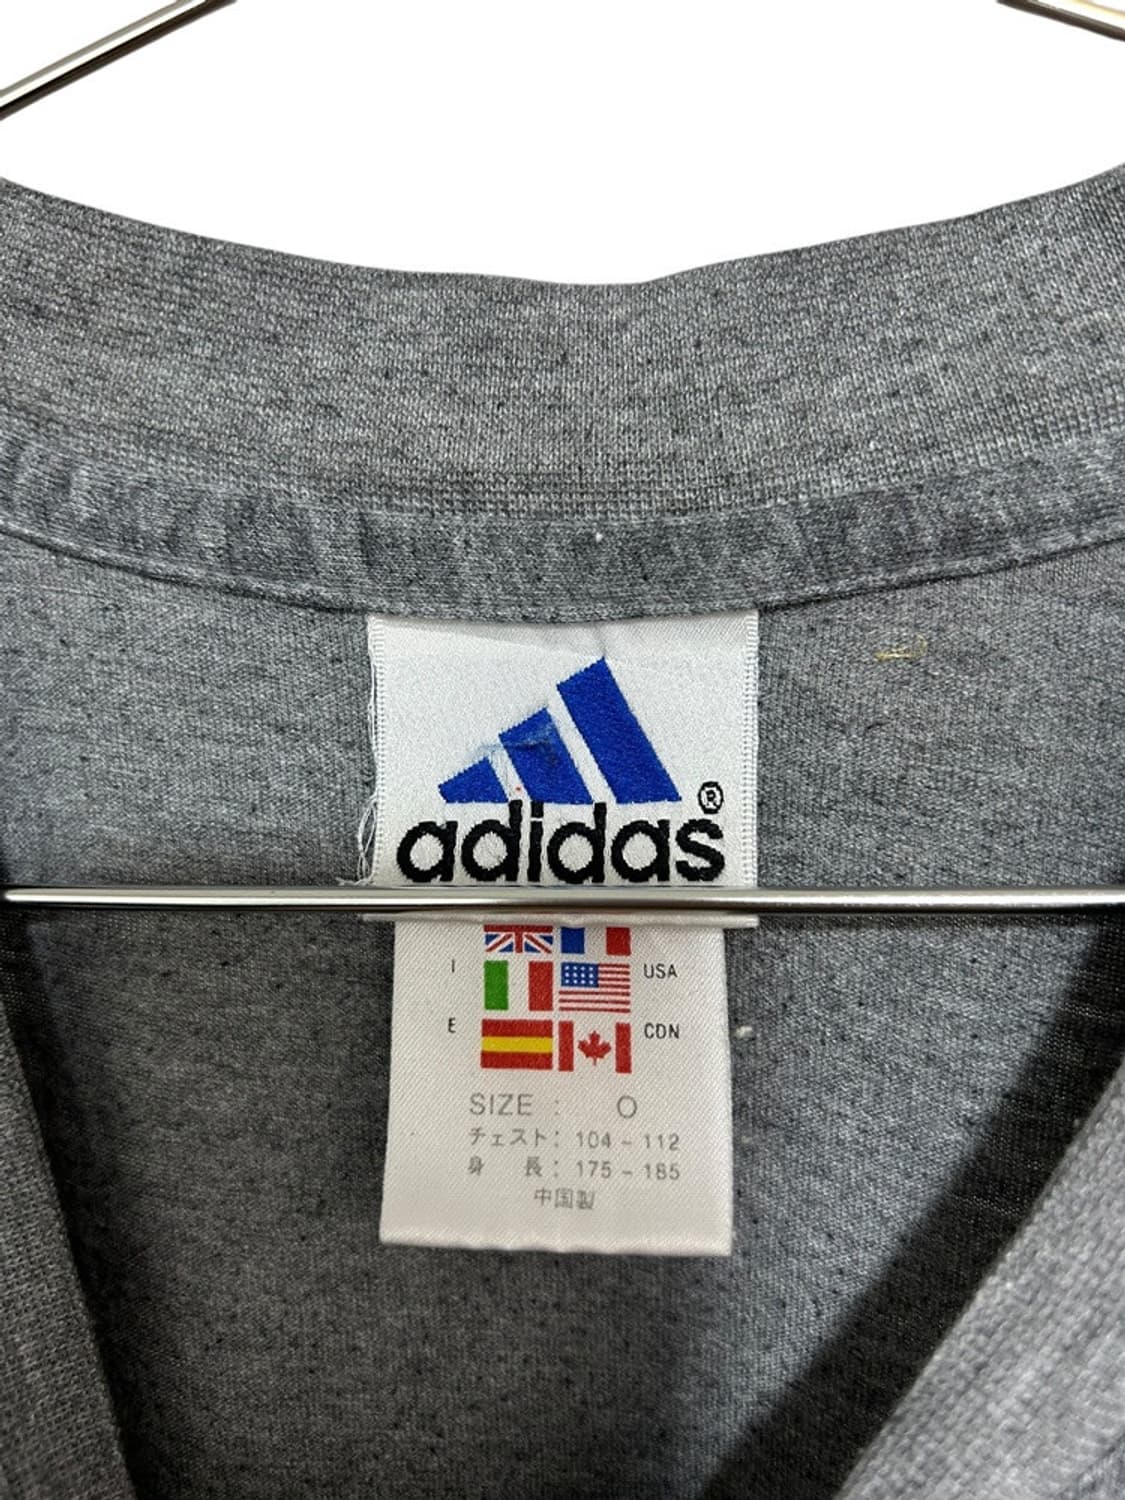 adidas®
I USA
E CDN
SIZE : O
チェスト: 104 ~ 112
身 長: 175 ~ 185
中国製